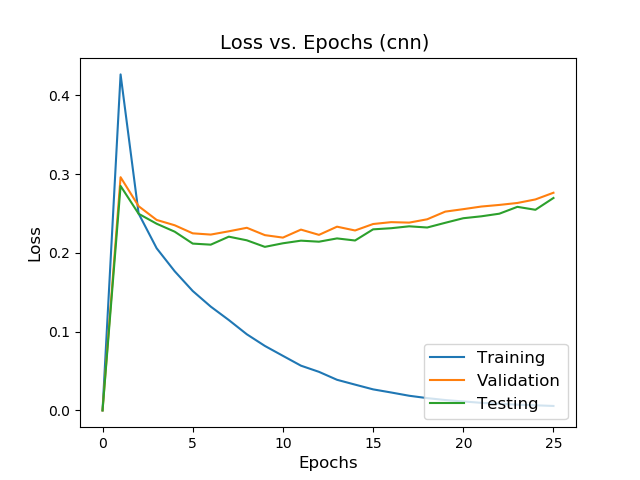 Loss vs. Epochs (cnn)
Loss
0.4
0.3
0.2
0.1
0.0
Training
Validation
Testing
0 5 10 15 20 25
Epochs